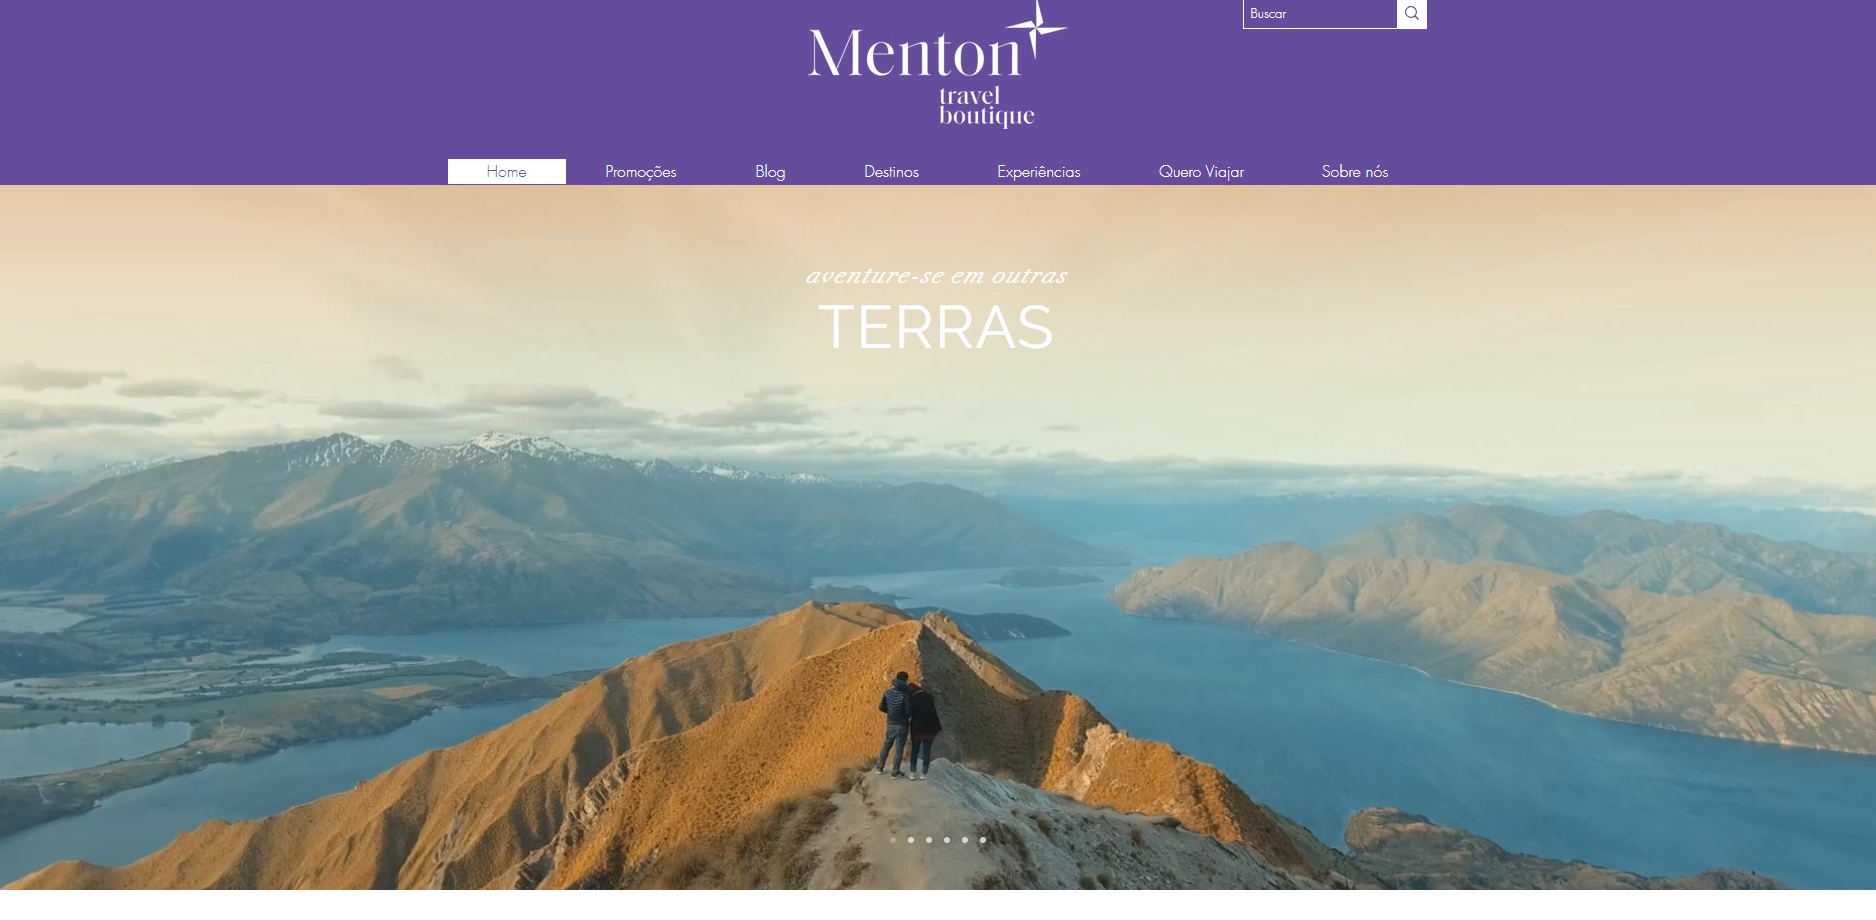 Buscar
Menton
travel
boutique
Home Promoções Blog Destinos Experiências Quero Viajar Sobre nós
aventure-se em outras
TERRAS